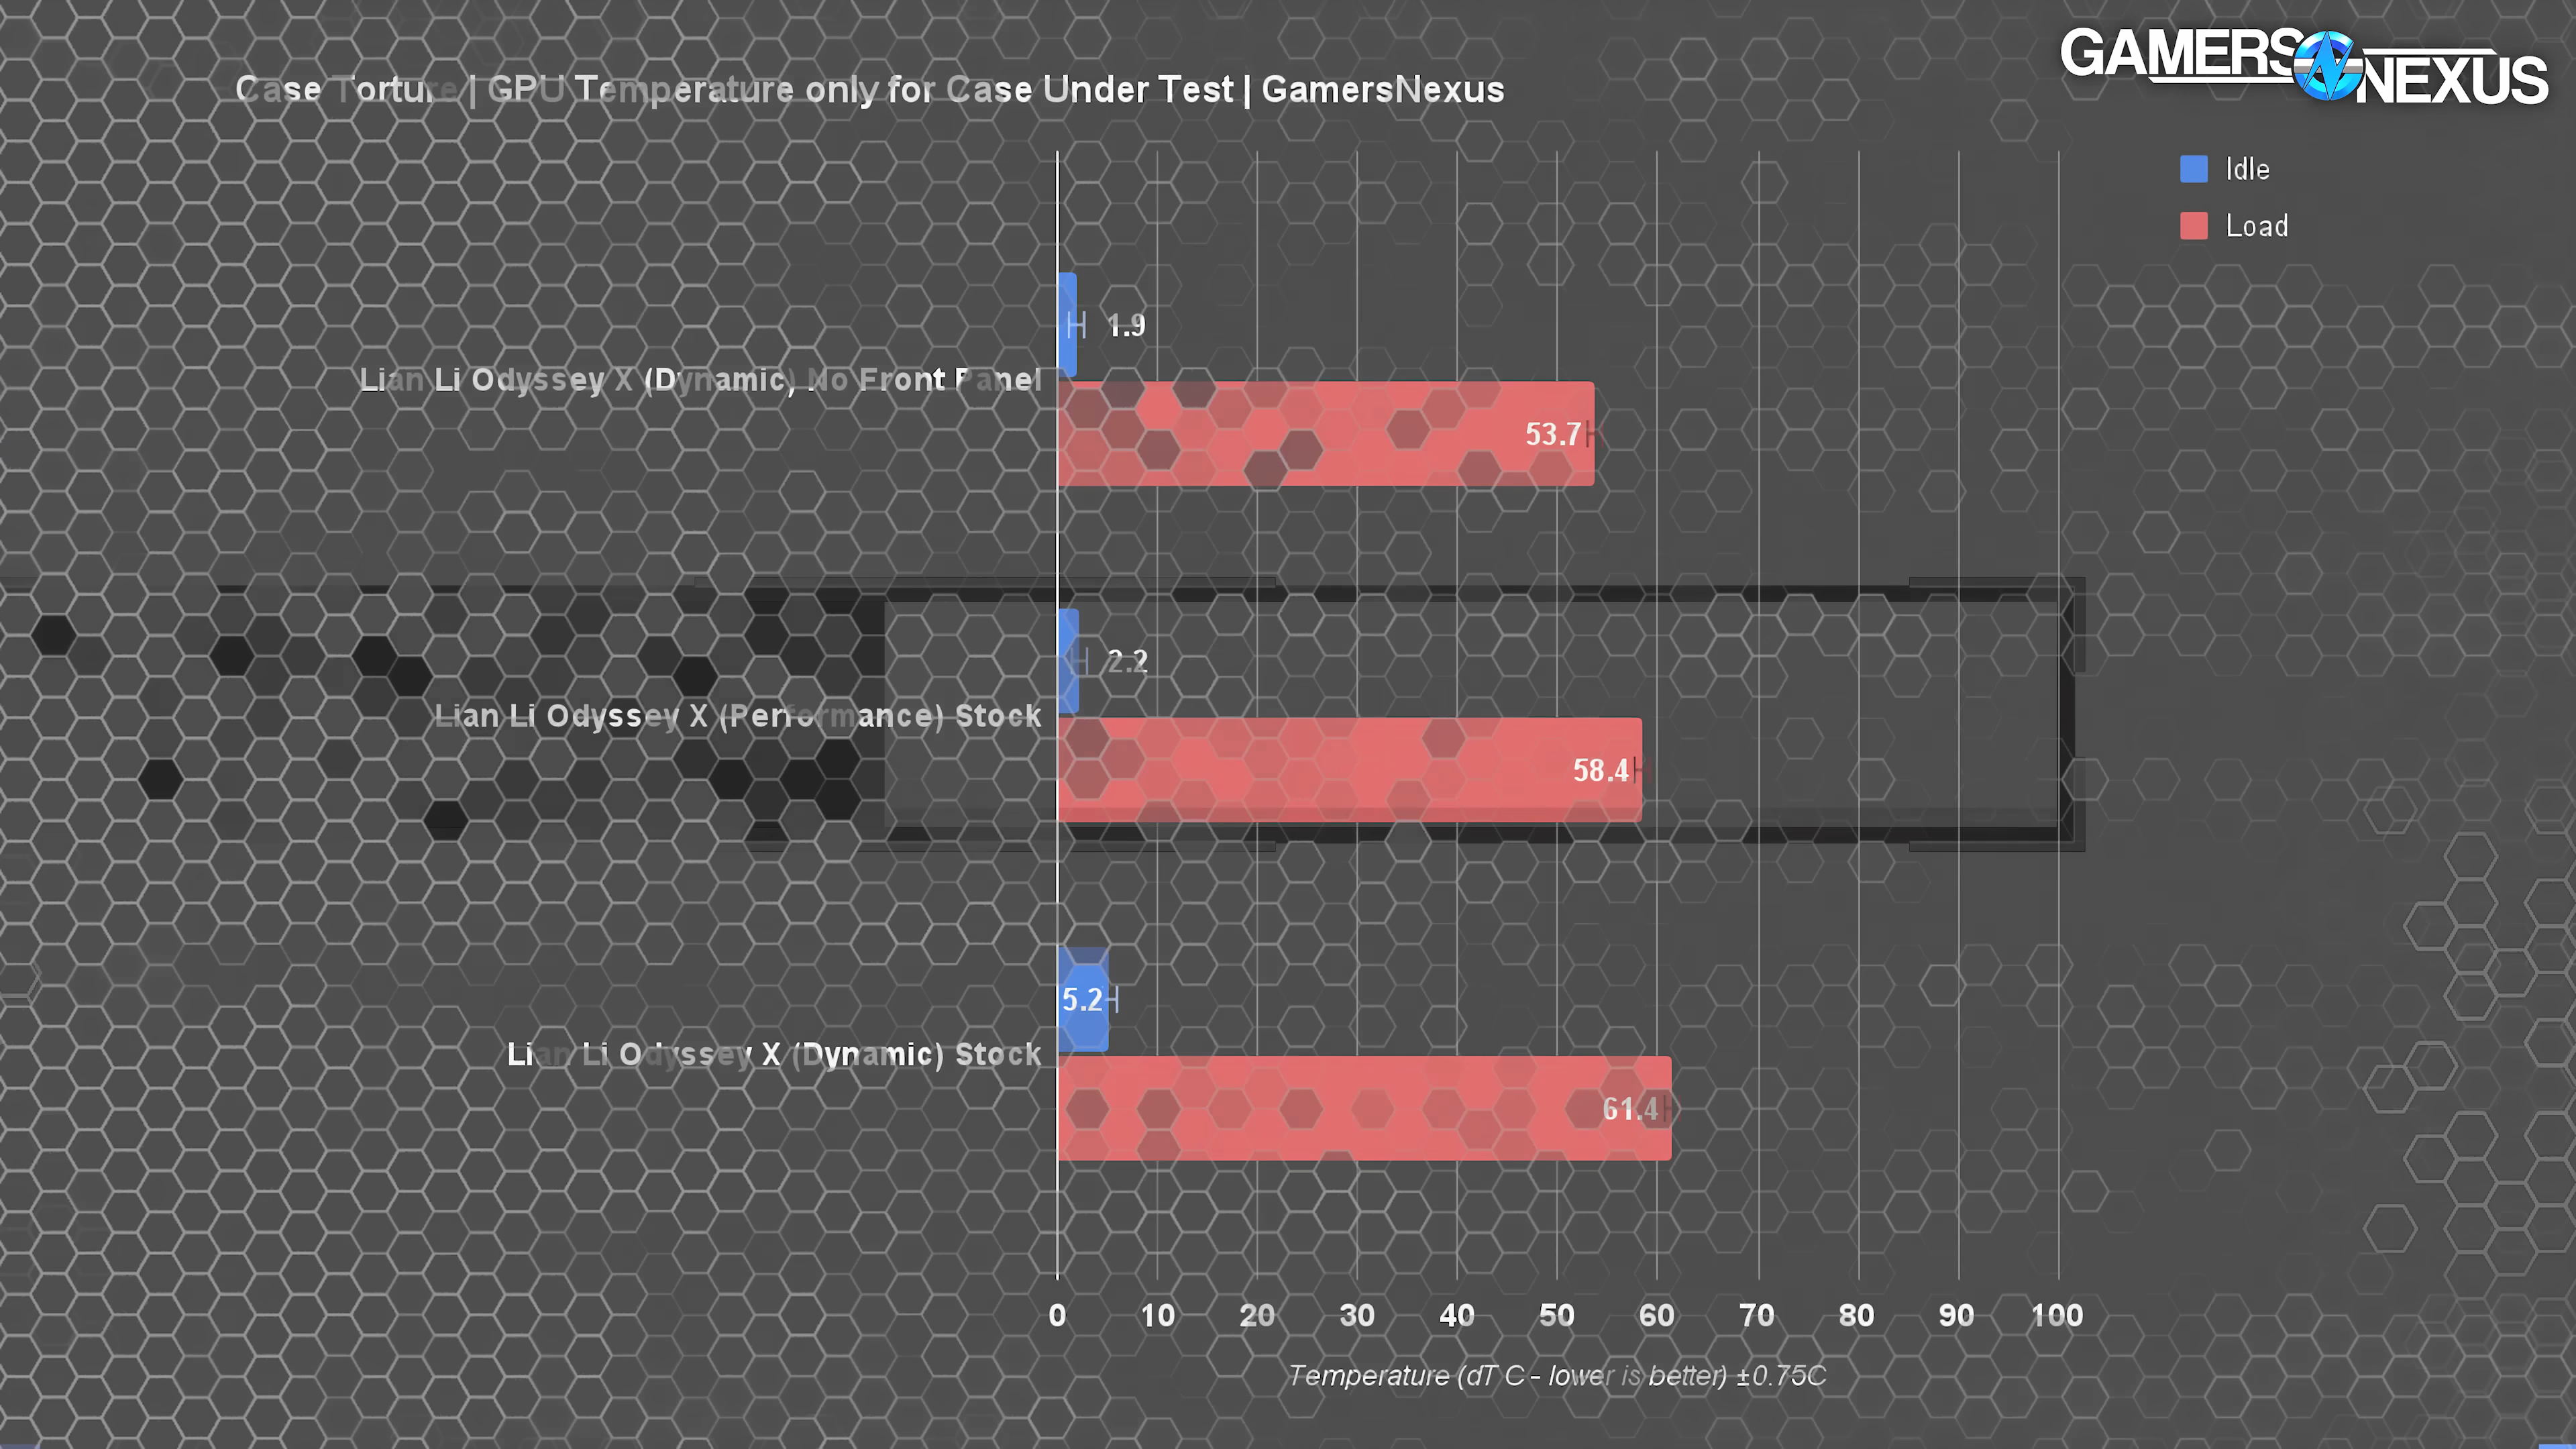 GAMERS NEXUS
Case Torture | GPU Temperature only for Case Under Test | GamersNexus
Idle
Load
1.9
Lian Li Odyssey X (Dynamic, No Front Panel
53.7
2.2
Lian Li Odyssey X (Performance) Stock
58.4
5.2
Lian Li Odyssey X (Dynamic) Stock
61.4
0 10 20 30 40 50 60 70 80 90 100
Temperature (dT C - lower is better) ±0.75C